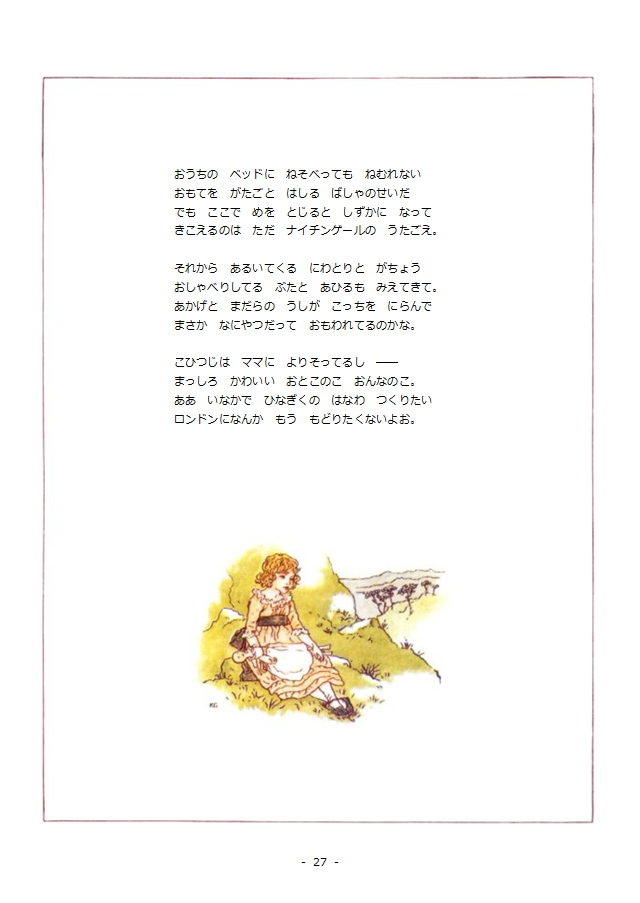 おうちの　ベッドに　ねそべっても　ねむれない
おもてを　がたごと　はしる　ばしゃのせいだ
でも　ここで　めを　とじると　しずかに　なって
きこえるのは　ただ　ナイチンゲールの　うたごえ。
それから　あるいてくる　にわとりと　がちょう
おしゃべりしてる　ぶたと　あひるも　みえてきて。
あかげと　まだらの　うしが　こっちを　にらんで
まさか　なにやつだって　おもわれてるのかな。
こひつじは　ママに　よりそってるし　――
まっしろ　かわいい　おとこのこ　おんなのこ。
ああ　いなかで　ひなぎくの　はなわ　つくりたい
ロンドンになんか　もう　もどりたくないよお。
KG
- 27 -